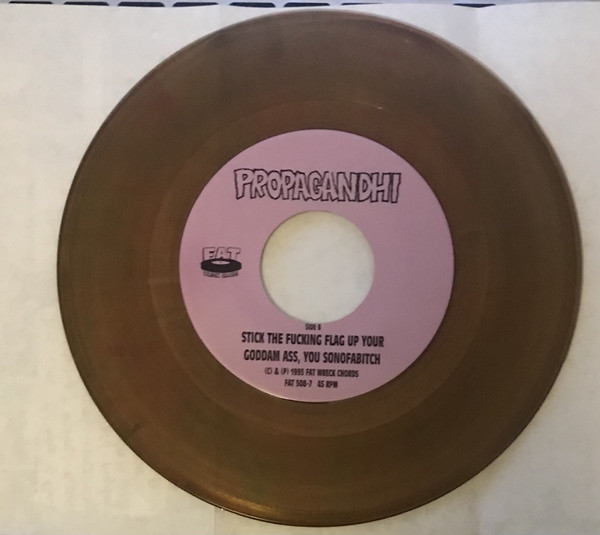 PROPAGANDHI
FAT
SIDE B
STICK THE FUCKING FLAG UP YOUR
GODDAM ASS, YOU SONOFABITCH
(C) & (P) 1995 FAT WRECK CHORDS
FAT 508-7 45 RPM